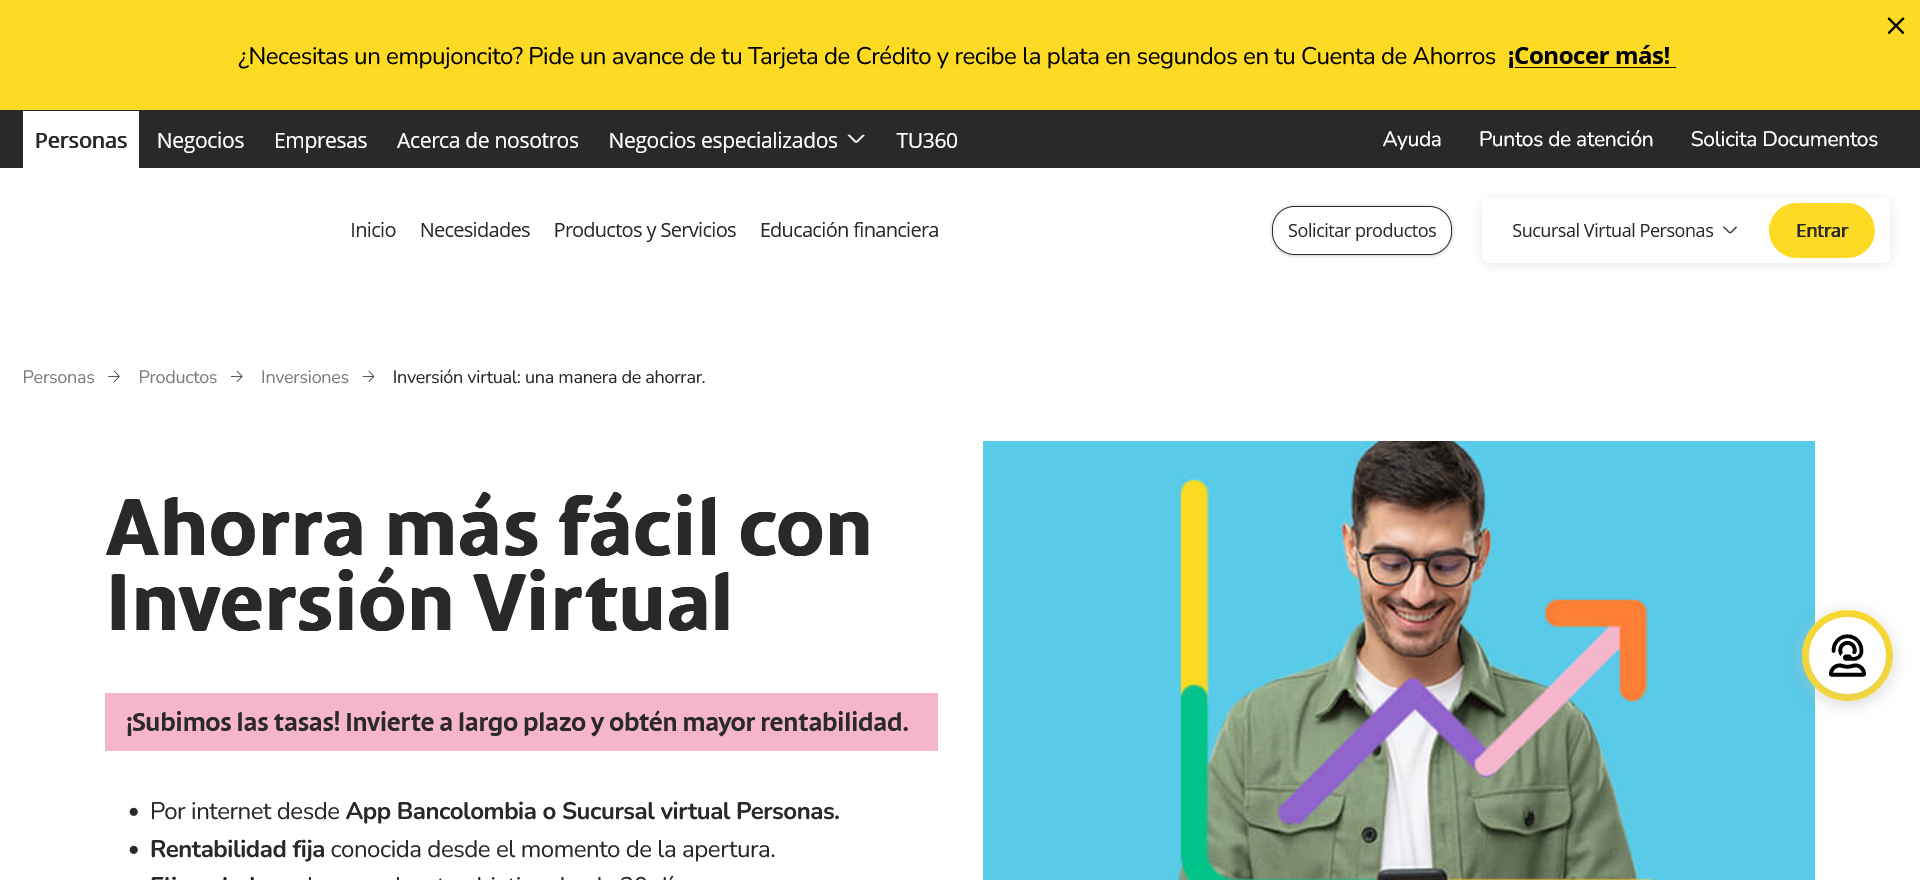 ¿Necesitas un empujoncito? Pide un avance de tu Tarjeta de Crédito y recibe la plata en segundos en tu Cuenta de Ahorros ¡Conocer más!
Personas Negocios Empresas Acerca de nosotros Negocios especializados TU360 Ayuda Puntos de atención Solicita Documentos
Inicio Necesidades Productos y Servicios Educación financiera Solicitar productos Sucursal Virtual Personas Entrar
Personas Productos Inversiones Inversión virtual: una manera de ahorrar.
Ahorra más fácil con
Inversión Virtual
¡Subimos las tasas! Invierte a largo plazo y obtén mayor rentabilidad.
• Por internet desde App Bancolombia o Sucursal virtual Personas.
• Rentabilidad fija conocida desde el momento de la apertura.